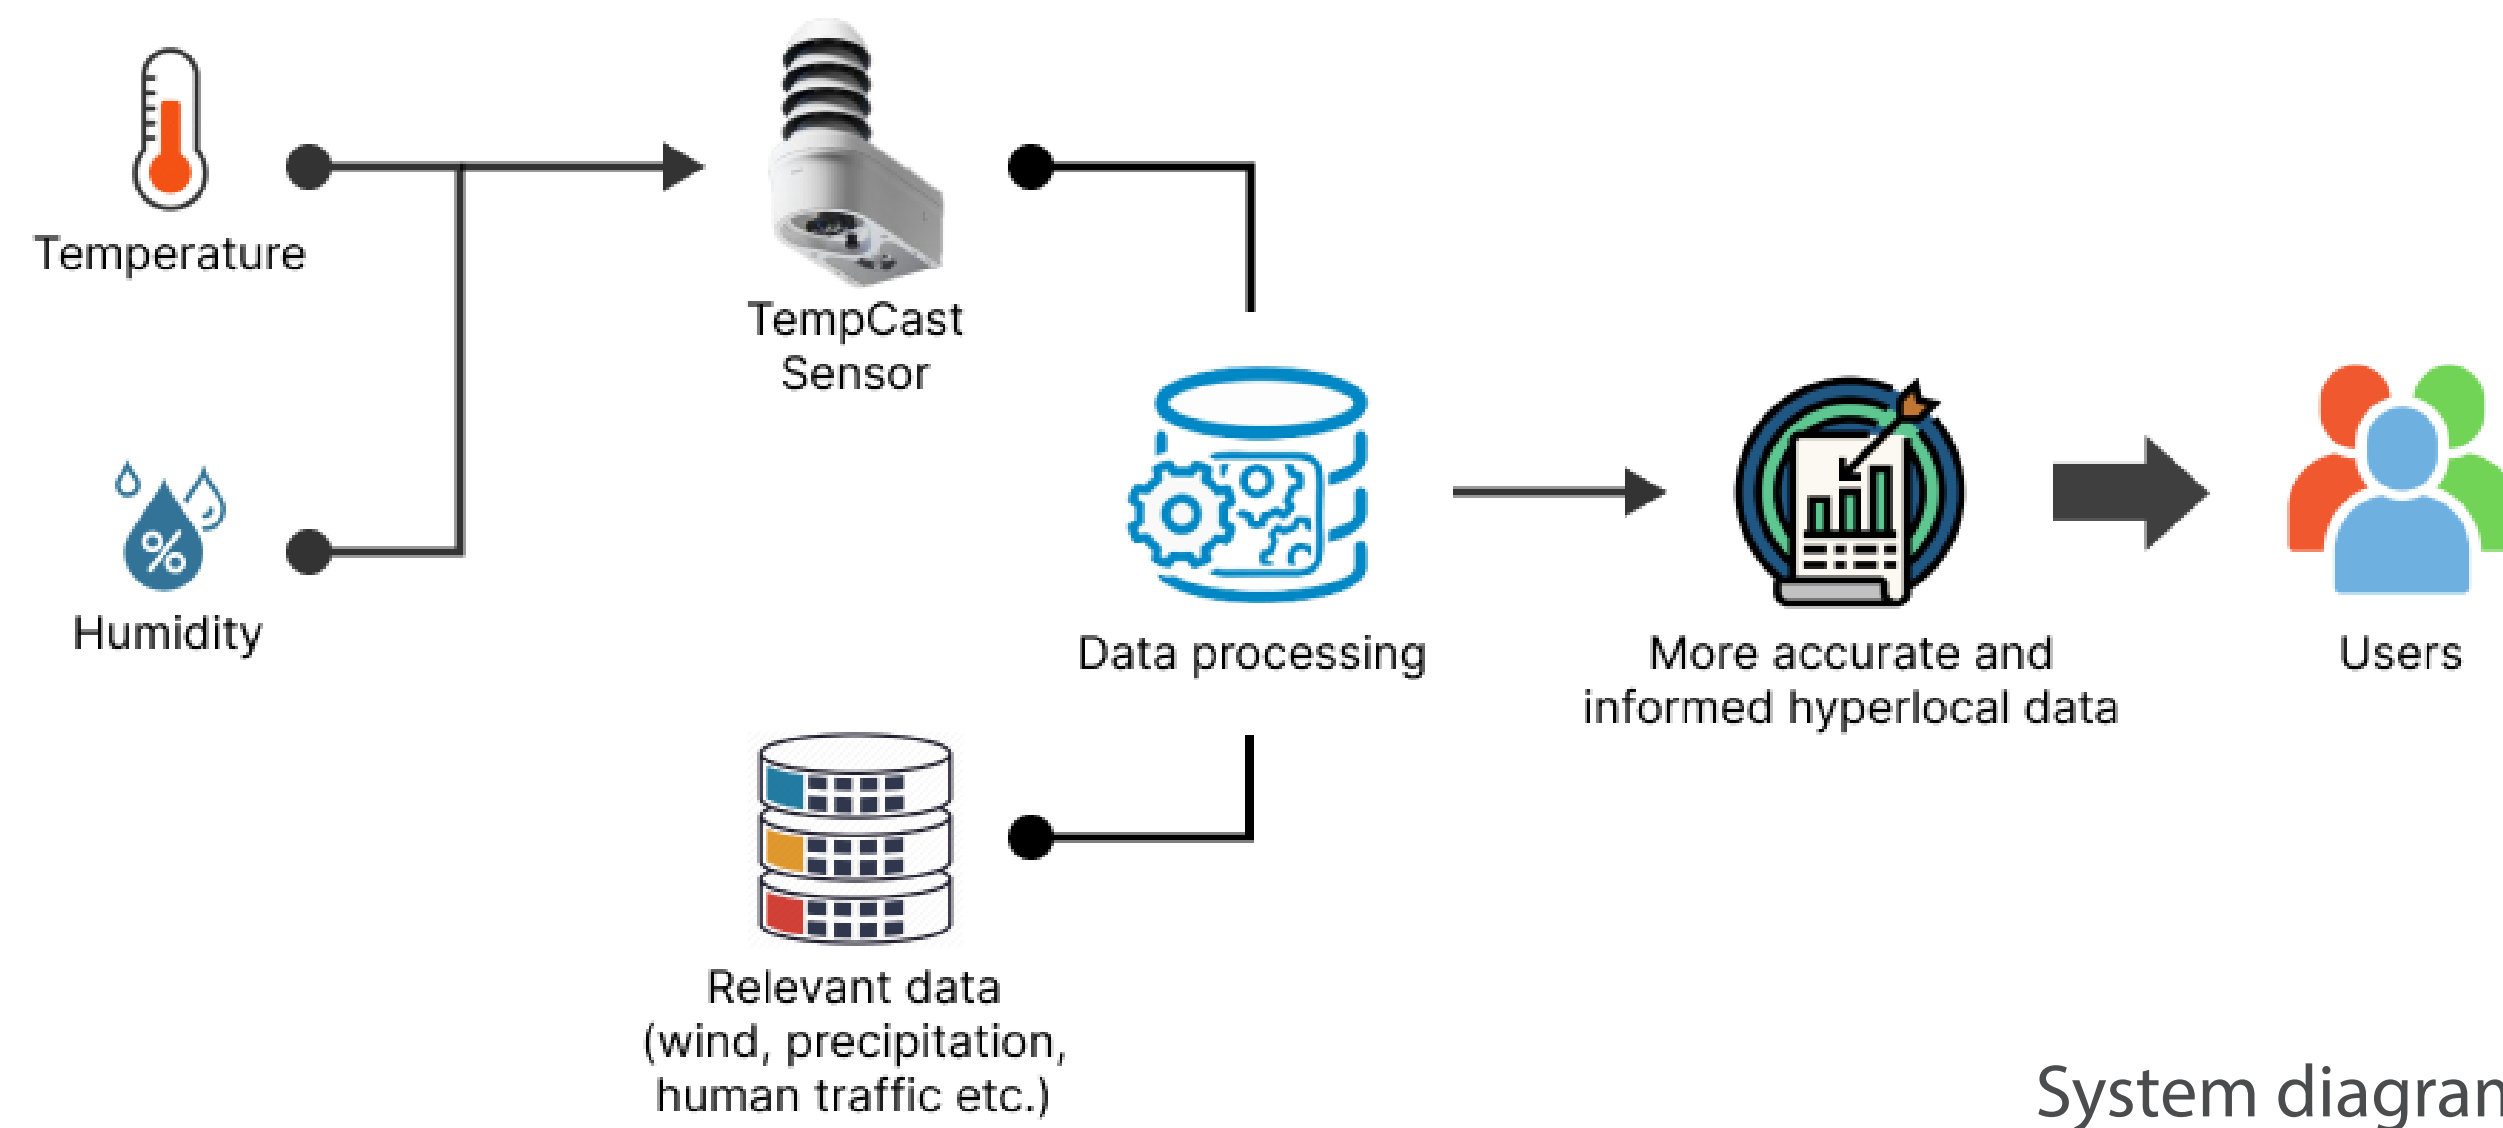 Temperature
TempCast
Sensor
%
Humidity
Data processing
More accurate and
informed hyperlocal data
Users
Relevant data
(wind, precipitation,
human traffic etc.)
System